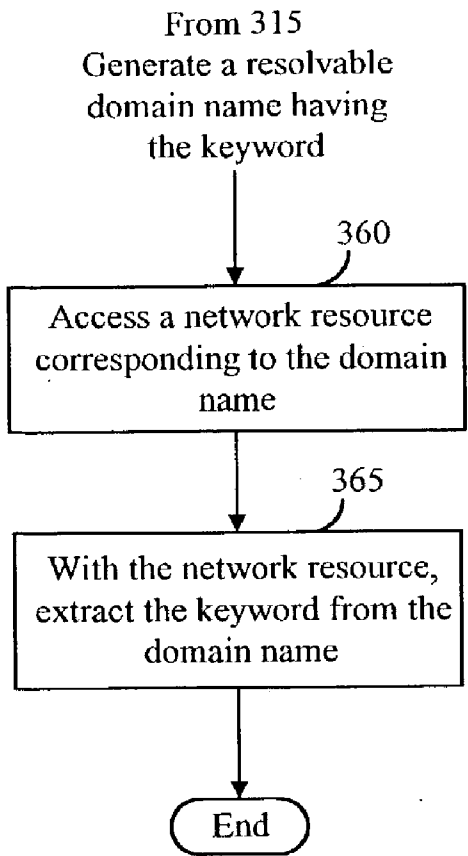 From 315
Generate a resolvable
domain name having
the keyword
360
Access a network resource
corresponding to the domain
name
365
With the network resource,
extract the keyword from the
domain name
End